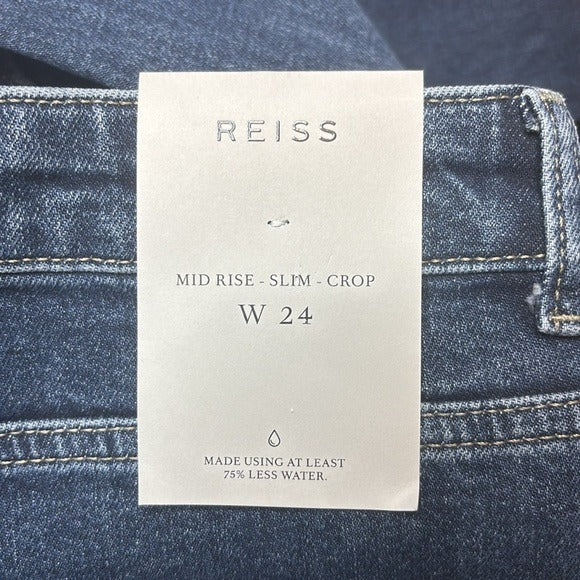 REISS
MID RISE - SLIM - CROP
W 24
MADE USING AT LEAST
75% LESS WATER.